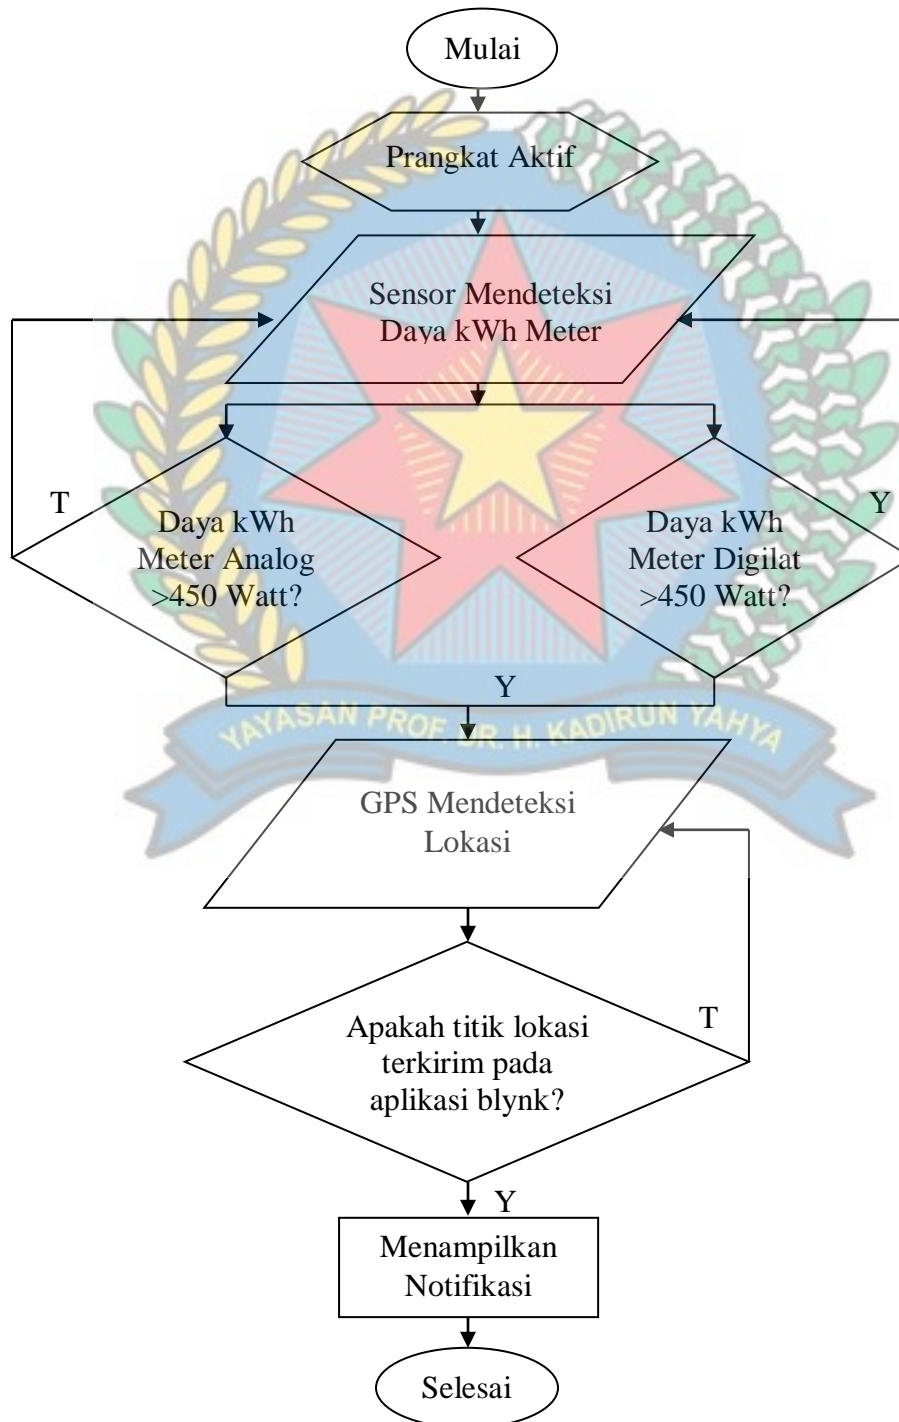 Mulai
Prangkat Aktif
Sensor Mendeteksi
Daya kWh Meter
T
Y
Daya kWh
Meter Analog
>450 Watt?
Daya kWh
Meter Digilat
>450 Watt?
Y
YAYASAN PROF. DR. H. KADIRUN YAHYA
GPS Mendeteksi
Lokasi
T
Apakah titik lokasi
terkirim pada
aplikasi blynk?
Y
Menampilkan
Notifikasi
Selesai